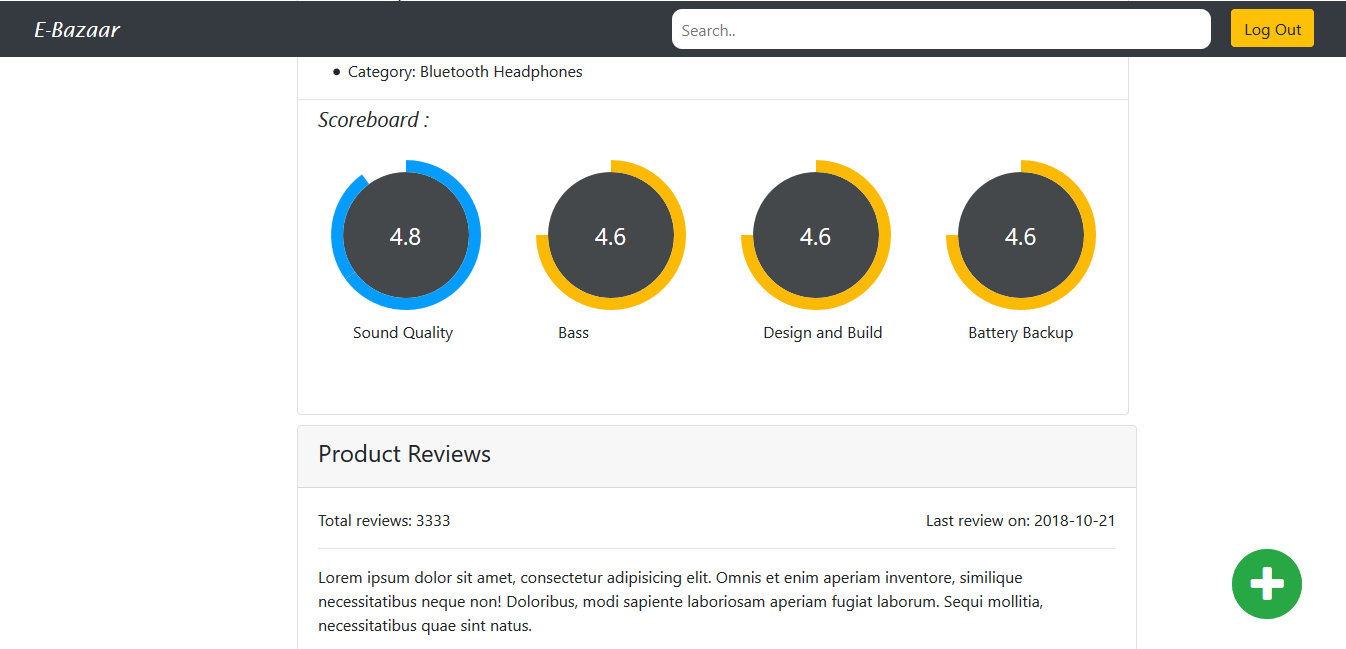 E-Bazaar
Search..
Log Out
Category: Bluetooth Headphones
Scoreboard :
4.8
4.6
4.6
4.6
Sound Quality
Bass
Design and Build
Battery Backup
Product Reviews
Total reviews: 3333
Last review on: 2018-10-21
Lorem ipsum dolor sit amet, consectetur adipisicing elit. Omnis et enim aperiam inventore, similique
necessitatibus neque non! Doloribus, modi sapiente laboriosam aperiam fugiat laborum. Sequi mollitia,
necessitatibus quae sint natus.